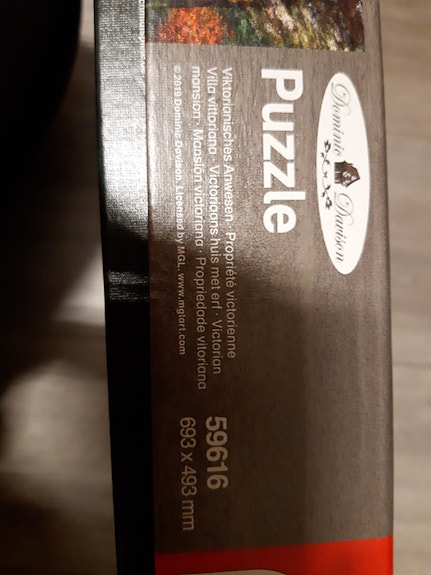 Dominic Davison
Puzzle
Viktorianisches Anwesen · Propriété victorienne
Villa vittoriana · Victoriaans huis met erf · Victorian
mansion · Mansión victoriana · Propriedade vitoriana
© 2019 Dominic Davison, Licensed by MGL, www.mglart.com
59616
693 x 493 mm